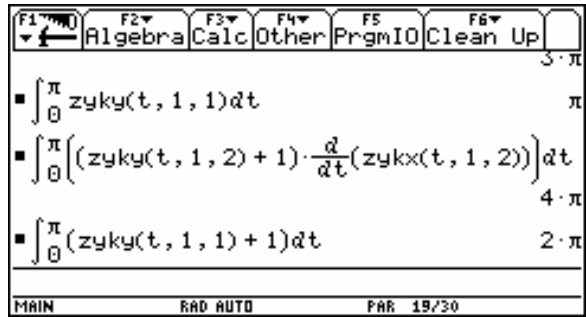 F1 F2 F3 F4 F5 F6
Algebra Calc Other PrgmIO Clean Up
3·π
▪∫₀^π zyky(t,1,1)dt π
▪∫₀^π((zyky(t,1,2)+1)·d/dt(zykx(t,1,2)))dt
4·π
▪∫₀^π(zyky(t,1,1)+1)dt 2·π
MAIN RAD AUTO PAR 19/30